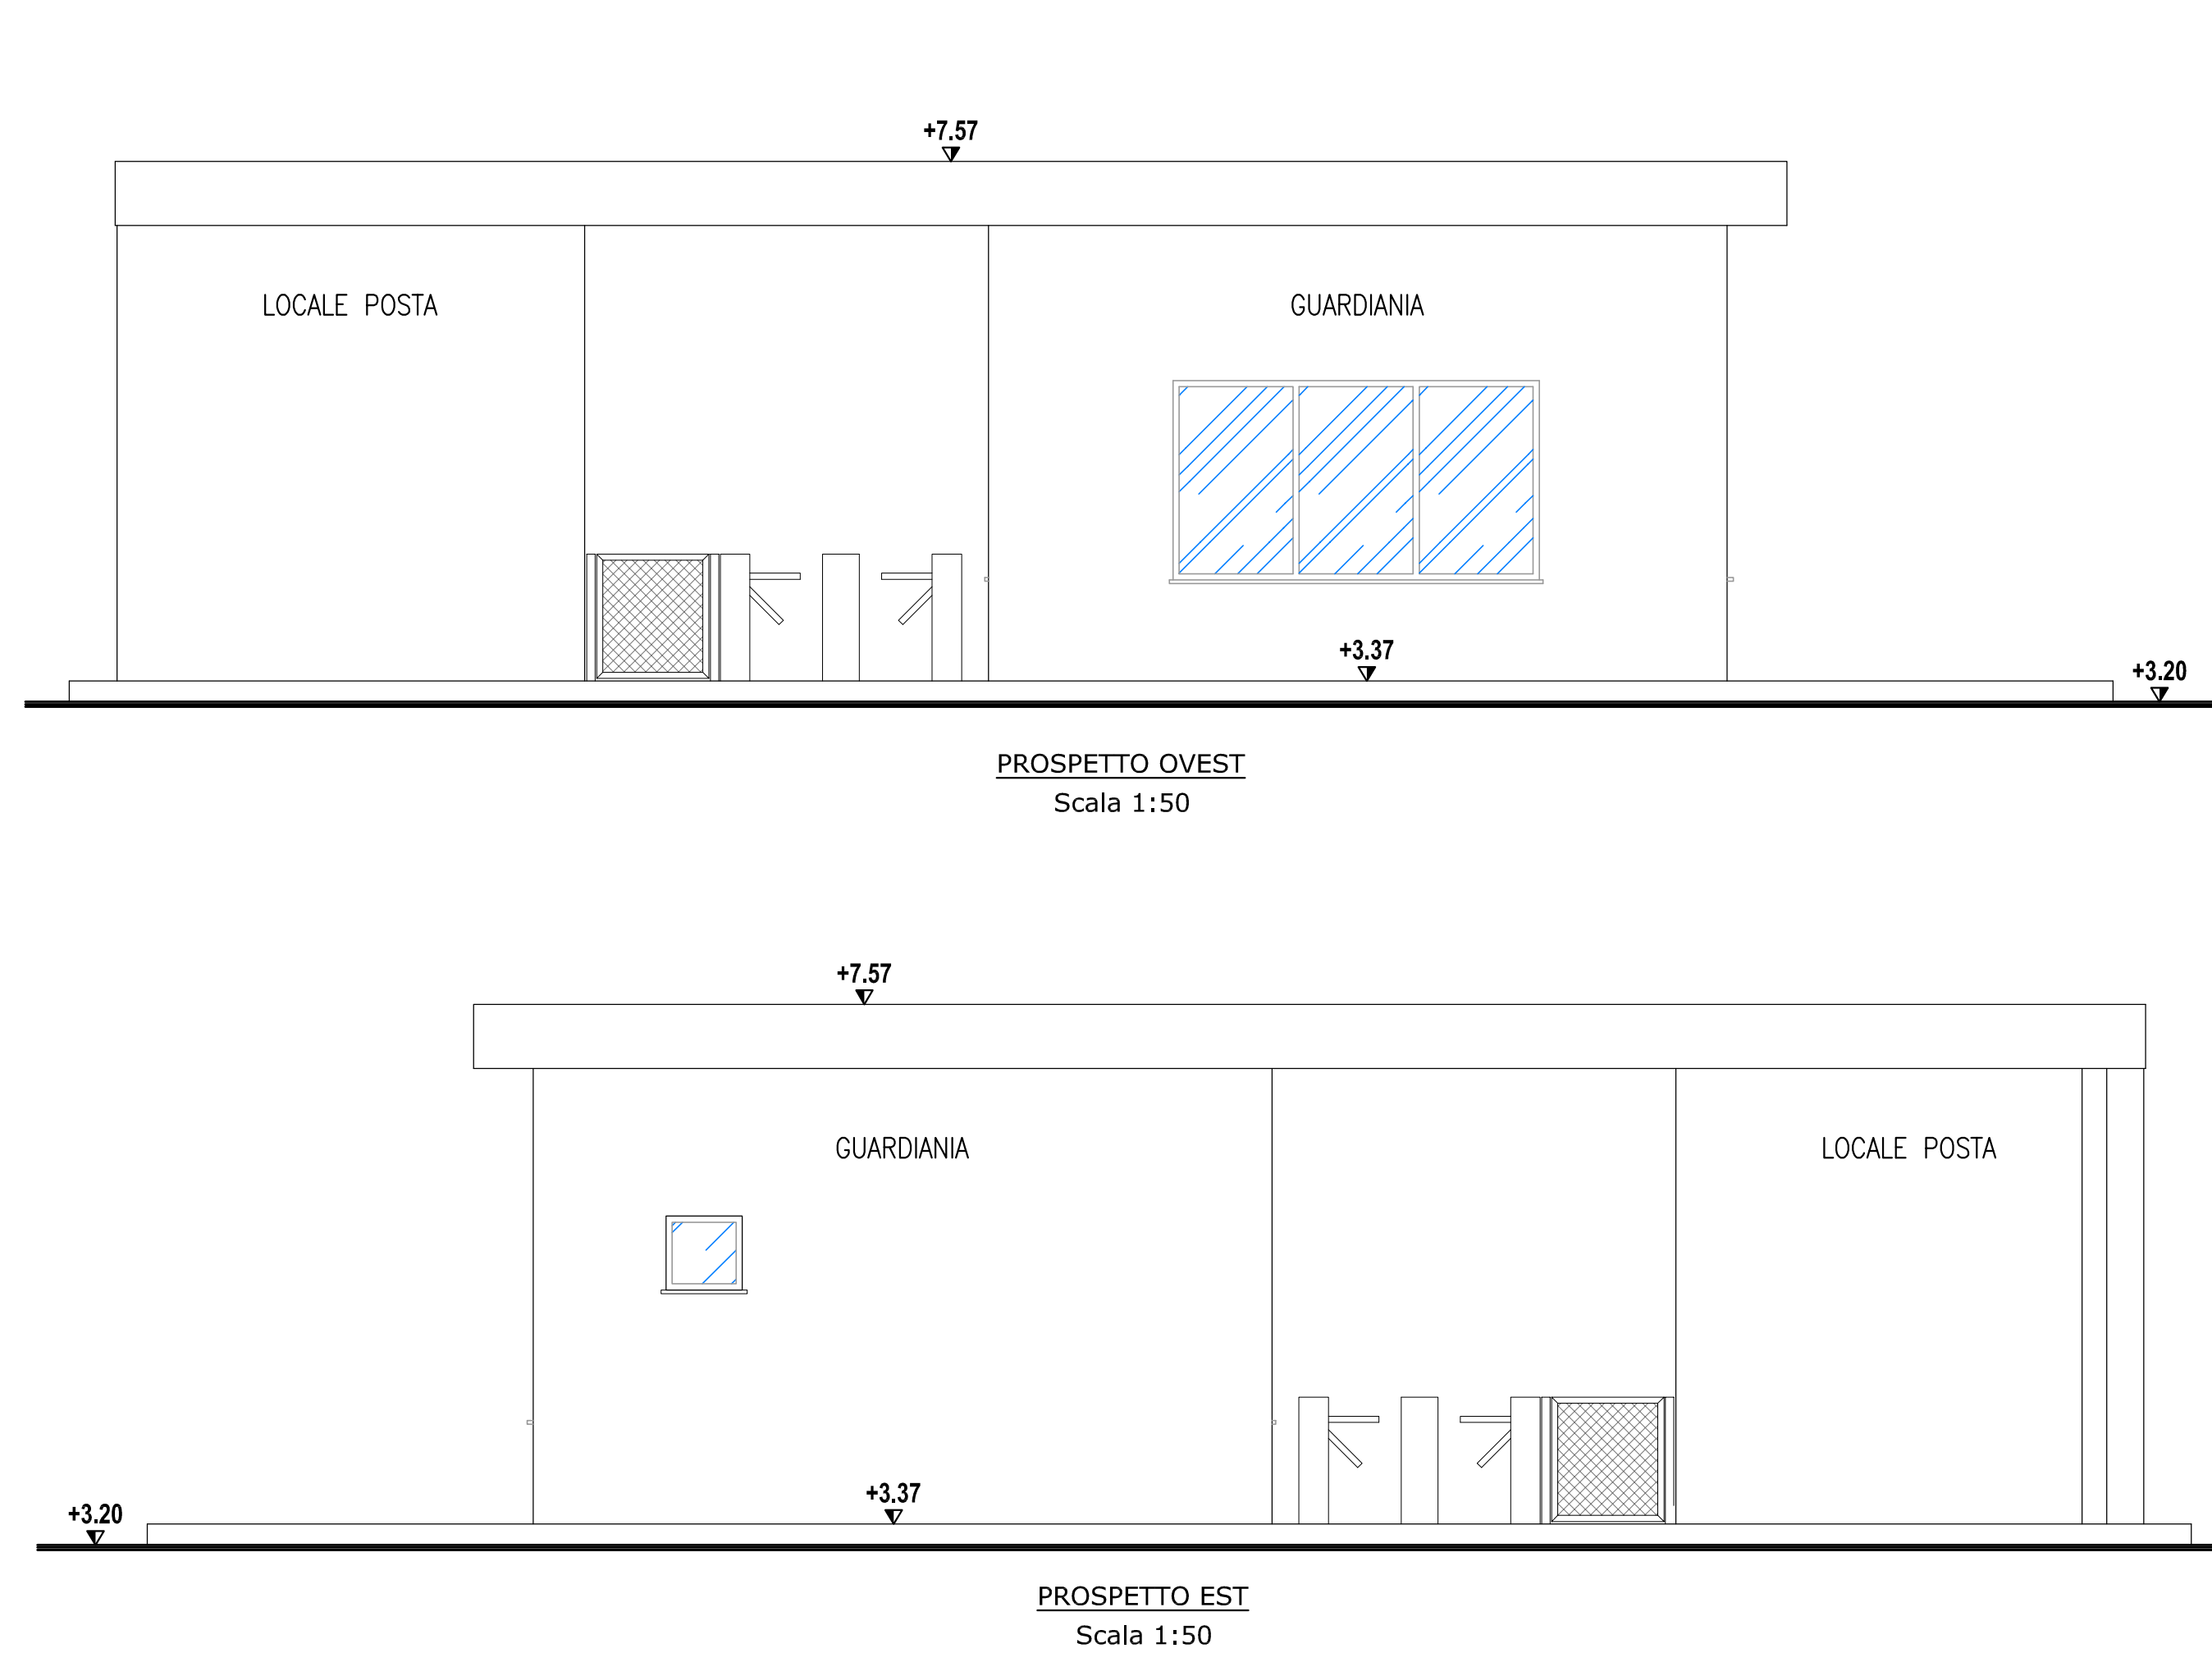 +7.57
LOCALE POSTA
GUARDIANIA
+3.37
+3.20
PROSPETTO OVEST
Scala 1:50
+7.57
GUARDIANIA
LOCALE POSTA
+3.37
+3.20
PROSPETTO EST
Scala 1:50